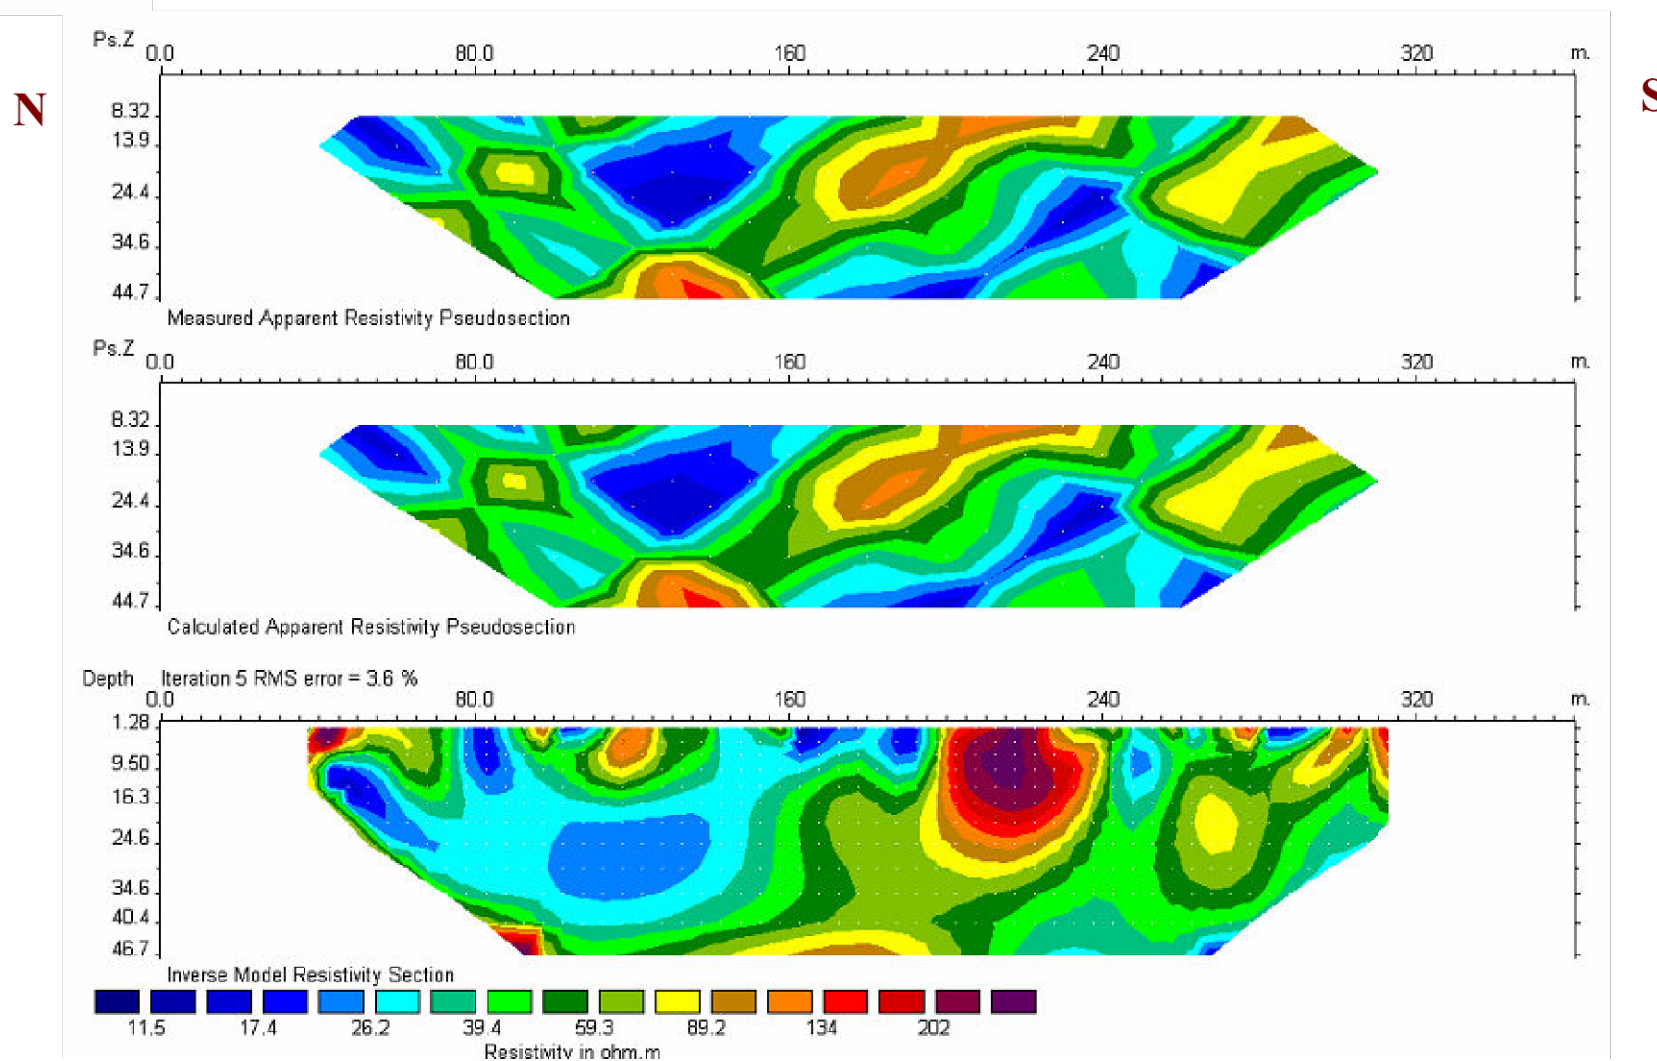 Ps.Z 0.0 80.0 160 240 320 m.
N
S
8.32
13.9
24.4
34.6
44.7
Measured Apparent Resistivity Pseudosection
Ps.Z 0.0 80.0 160 240 320 m.
8.32
13.9
24.4
34.6
44.7
Calculated Apparent Resistivity Pseudosection
Depth Iteration 5 RMS error = 3.6 %
0.0 80.0 160 240 320 m.
1.28
9.50
16.3
24.6
34.6
40.4
46.7
Inverse Model Resistivity Section
11.5 17.4 26.2 39.4 59.3 89.2 134 202
Resistivity in ohm.m